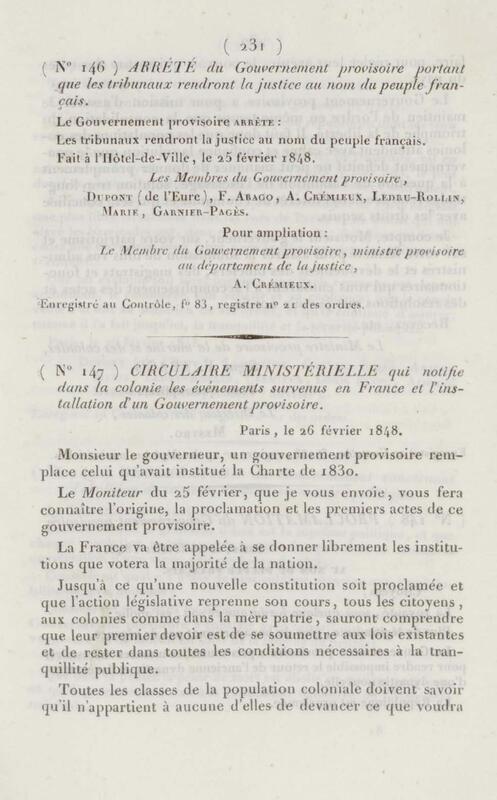 ( 231 )
( N° 146 ) ARRÊTÉ du Gouvernement provisoire portant
que les tribunaux rendront la justice au nom du peuple fran-
çais.
Le Gouvernement provisoire ARRÊTE :
Les tribunaux rendront la justice au nom du peuple français.
Fait à l'Hôtel-de-Ville, le 25 février 1848.
Les Membres du Gouvernement provisoire,
DUPONT (de l'Eure), F. ARAGO, A. CRÉMIEUX, LEDRU-ROLLIN,
MARIE, GARNIER-PAGÈS.
Pour ampliation :
Le Membre du Gouvernement provisoire, ministre provisoire
au département de la justice,
A. CRÉMIEUX.
Enregistré au Contrôle, f° 83, registre n° 21 des ordres.
( N° 147 ) CIRCULAIRE MINISTÉRIELLE qui notifie
dans la colonie les événements survenus en France et l'ins-
tallation d'un Gouvernement provisoire.
Paris, le 26 février 1848.
Monsieur le gouverneur, un gouvernement provisoire rem-
place celui qu'avait institué la Charte de 1830.
Le Moniteur du 25 février, que je vous envoie, vous fera
connaître l'origine, la proclamation et les premiers actes de ce
gouvernement provisoire.
La France va être appelée à se donner librement les institu-
tions que votera la majorité de la nation.
Jusqu'à ce qu'une nouvelle constitution soit proclamée et
que l'action législative reprenne son cours, tous les citoyens,
aux colonies comme dans la mère patrie, sauront comprendre
que leur premier devoir est de se soumettre aux lois existantes
et de rester dans toutes les conditions nécessaires à la tran-
quillité publique.
Toutes les classes de la population coloniale doivent savoir
qu'il n'appartient à aucune d'elles de devancer ce que voudra